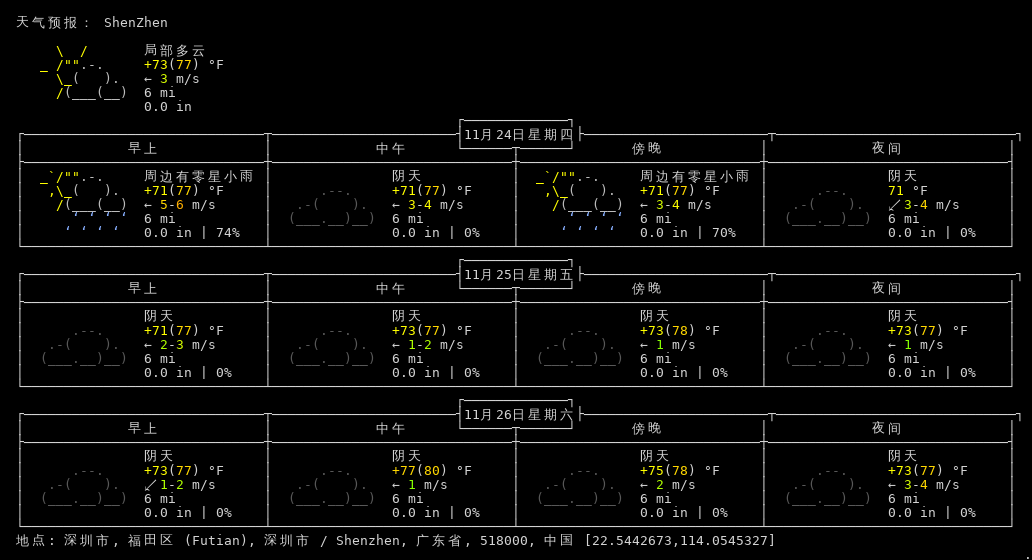 天气预报： ShenZhen
局部多云
+73(77) °F
← 3 m/s
6 mi
0.0 in
11月24日星期四
早上 中午 傍晚 夜间
周边有零星小雨 阴天 周边有零星小雨 阴天
+71(77) °F +71(77) °F +71(77) °F 71 °F
← 5-6 m/s ← 3-4 m/s ← 3-4 m/s ↙ 3-4 m/s
6 mi 6 mi 6 mi 6 mi
0.0 in | 74% 0.0 in | 0% 0.0 in | 70% 0.0 in | 0%
11月25日星期五
早上 中午 傍晚 夜间
阴天 阴天 阴天 阴天
+71(77) °F +73(77) °F +73(78) °F +73(77) °F
← 2-3 m/s ← 1-2 m/s ← 1 m/s ← 1 m/s
6 mi 6 mi 6 mi 6 mi
0.0 in | 0% 0.0 in | 0% 0.0 in | 0% 0.0 in | 0%
11月26日星期六
早上 中午 傍晚 夜间
阴天 阴天 阴天 阴天
+73(77) °F +77(80) °F +75(78) °F +73(77) °F
↙ 1-2 m/s ← 1 m/s ← 2 m/s ← 3-4 m/s
6 mi 6 mi 6 mi 6 mi
0.0 in | 0% 0.0 in | 0% 0.0 in | 0% 0.0 in | 0%
地点: 深圳市, 福田区 (Futian), 深圳市 / Shenzhen, 广东省, 518000, 中国 [22.5442673,114.0545327]